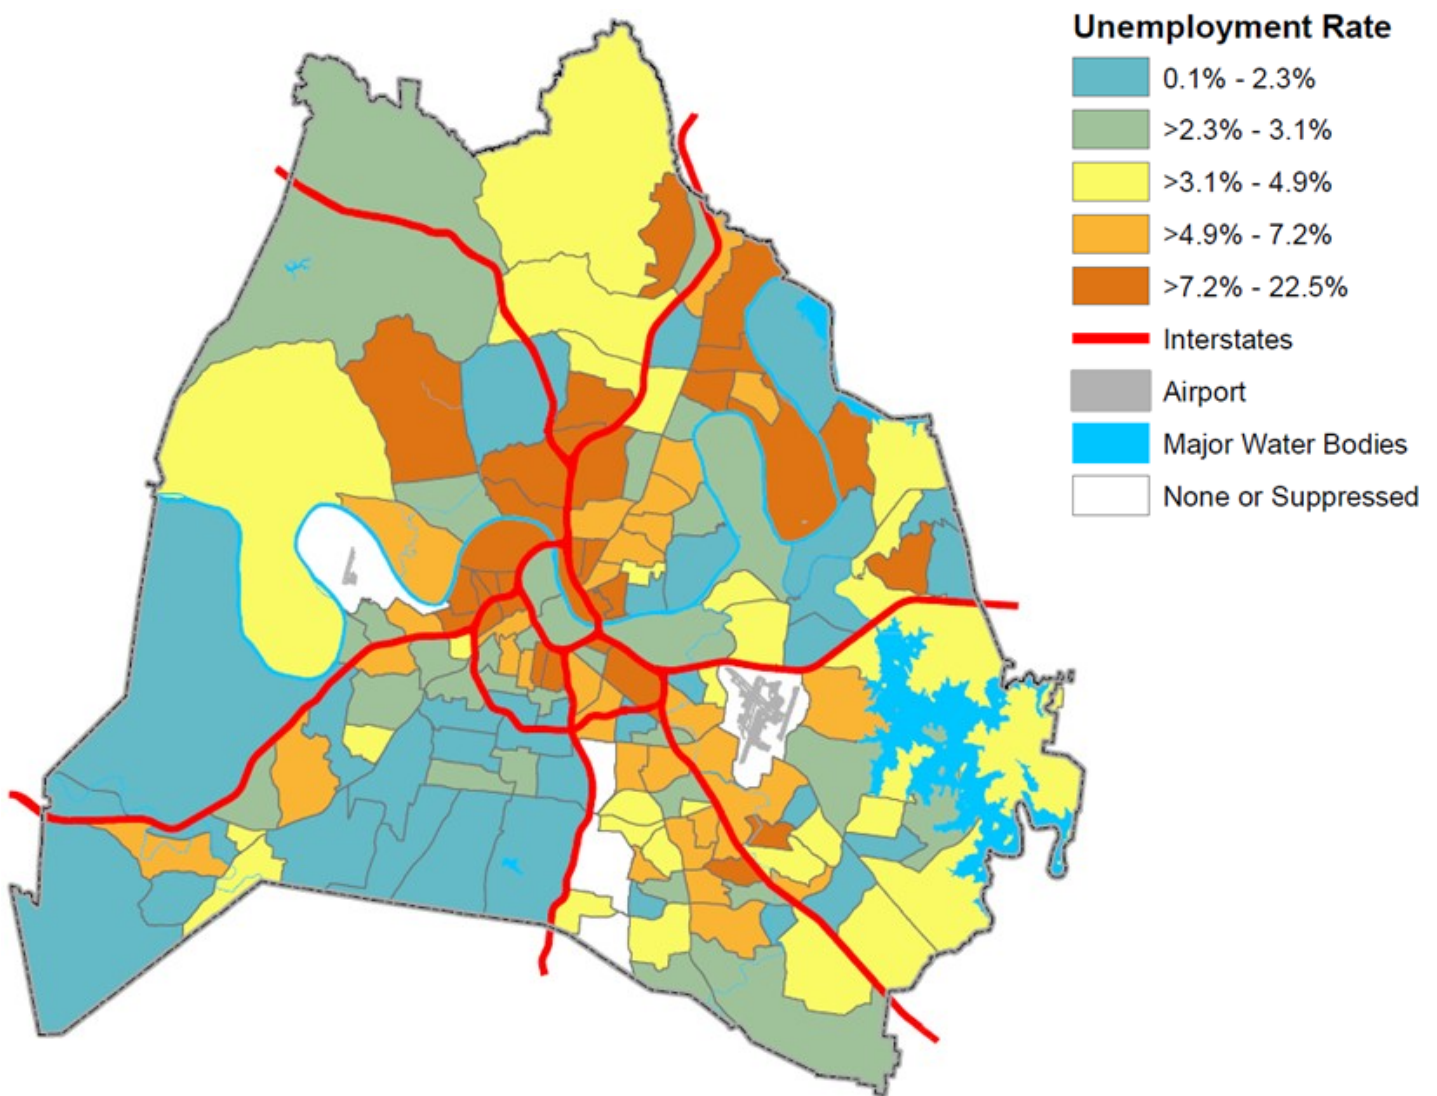 Unemployment Rate
0.1% - 2.3%
>2.3% - 3.1%
>3.1% - 4.9%
>4.9% - 7.2%
>7.2% - 22.5%
Interstates
Airport
Major Water Bodies
None or Suppressed